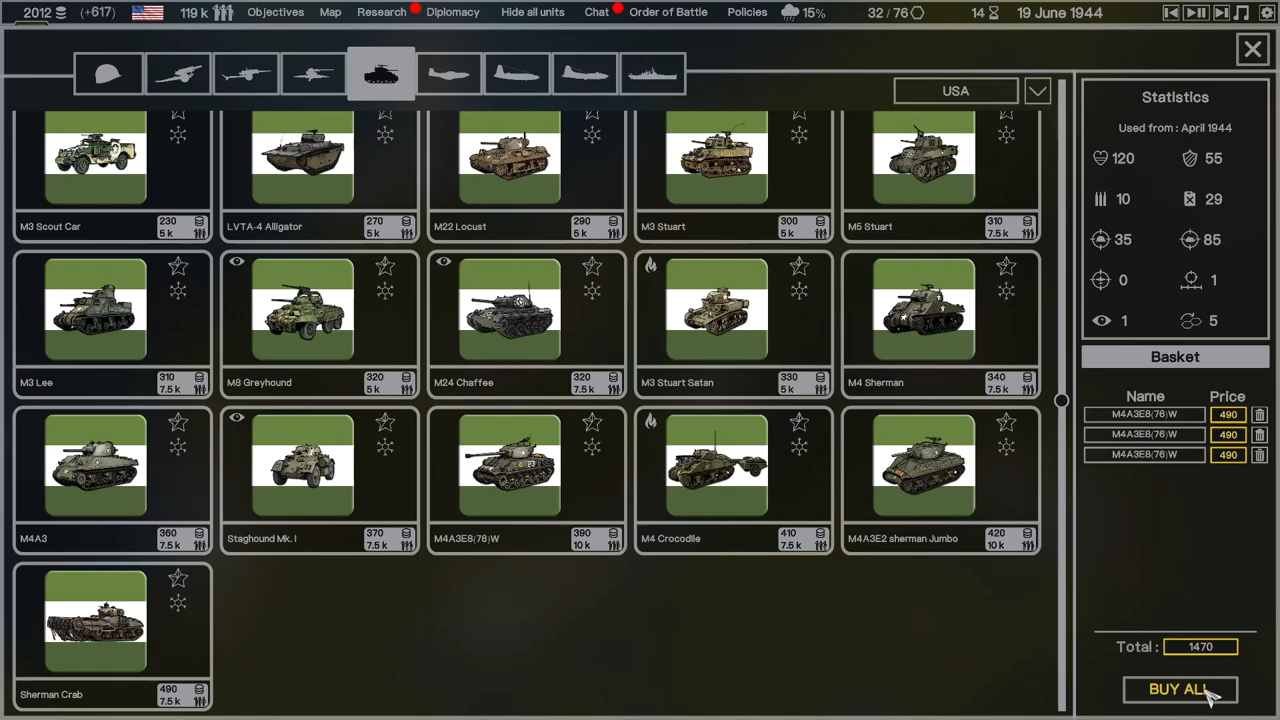 2012 (+617) 119 k Objectives Map Research Diplomacy Hide all units Chat Order of Battle Policies 15% 32 / 76 14 19 June 1944
USA
M3 Scout Car 230 5 k
LVTA-4 Alligator 270 5 k
M22 Locust 290 5 k
M3 Stuart 300 5 k
M5 Stuart 310 7.5 k
M3 Lee 310 7.5 k
M8 Greyhound 320 5 k
M24 Chaffee 320 7.5 k
M3 Stuart Satan 330 5 k
M4 Sherman 340 7.5 k
M4A3 360 7.5 k
Staghound Mk. I 370 7.5 k
M4A3E8(76)W 390 10 k
M4 Crocodile 410 7.5 k
M4A3E2 sherman Jumbo 420 10 k
Sherman Crab 490 7.5 k
Statistics
Used from : April 1944
120 55
10 29
35 85
0 1
1 5
Basket
Name Price
M4A3E8(76)W 490
M4A3E8(76)W 490
M4A3E8(76)W 490
Total : 1470
BUY ALL